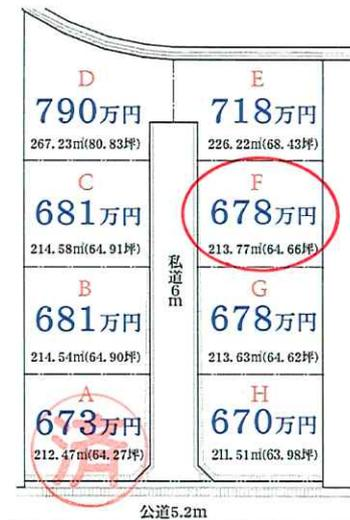 D
790万円
267.23㎡(80.83坪)
E
718万円
226.22㎡(68.43坪)
C
681万円
214.58㎡(64.91坪)
F
678万円
213.77㎡(64.66坪)
私道6m
B
681万円
214.54㎡(64.90坪)
G
678万円
213.63㎡(64.62坪)
A
673万円
212.47㎡(64.27坪)
済
H
670万円
211.51㎡(63.98坪)
公道5.2m